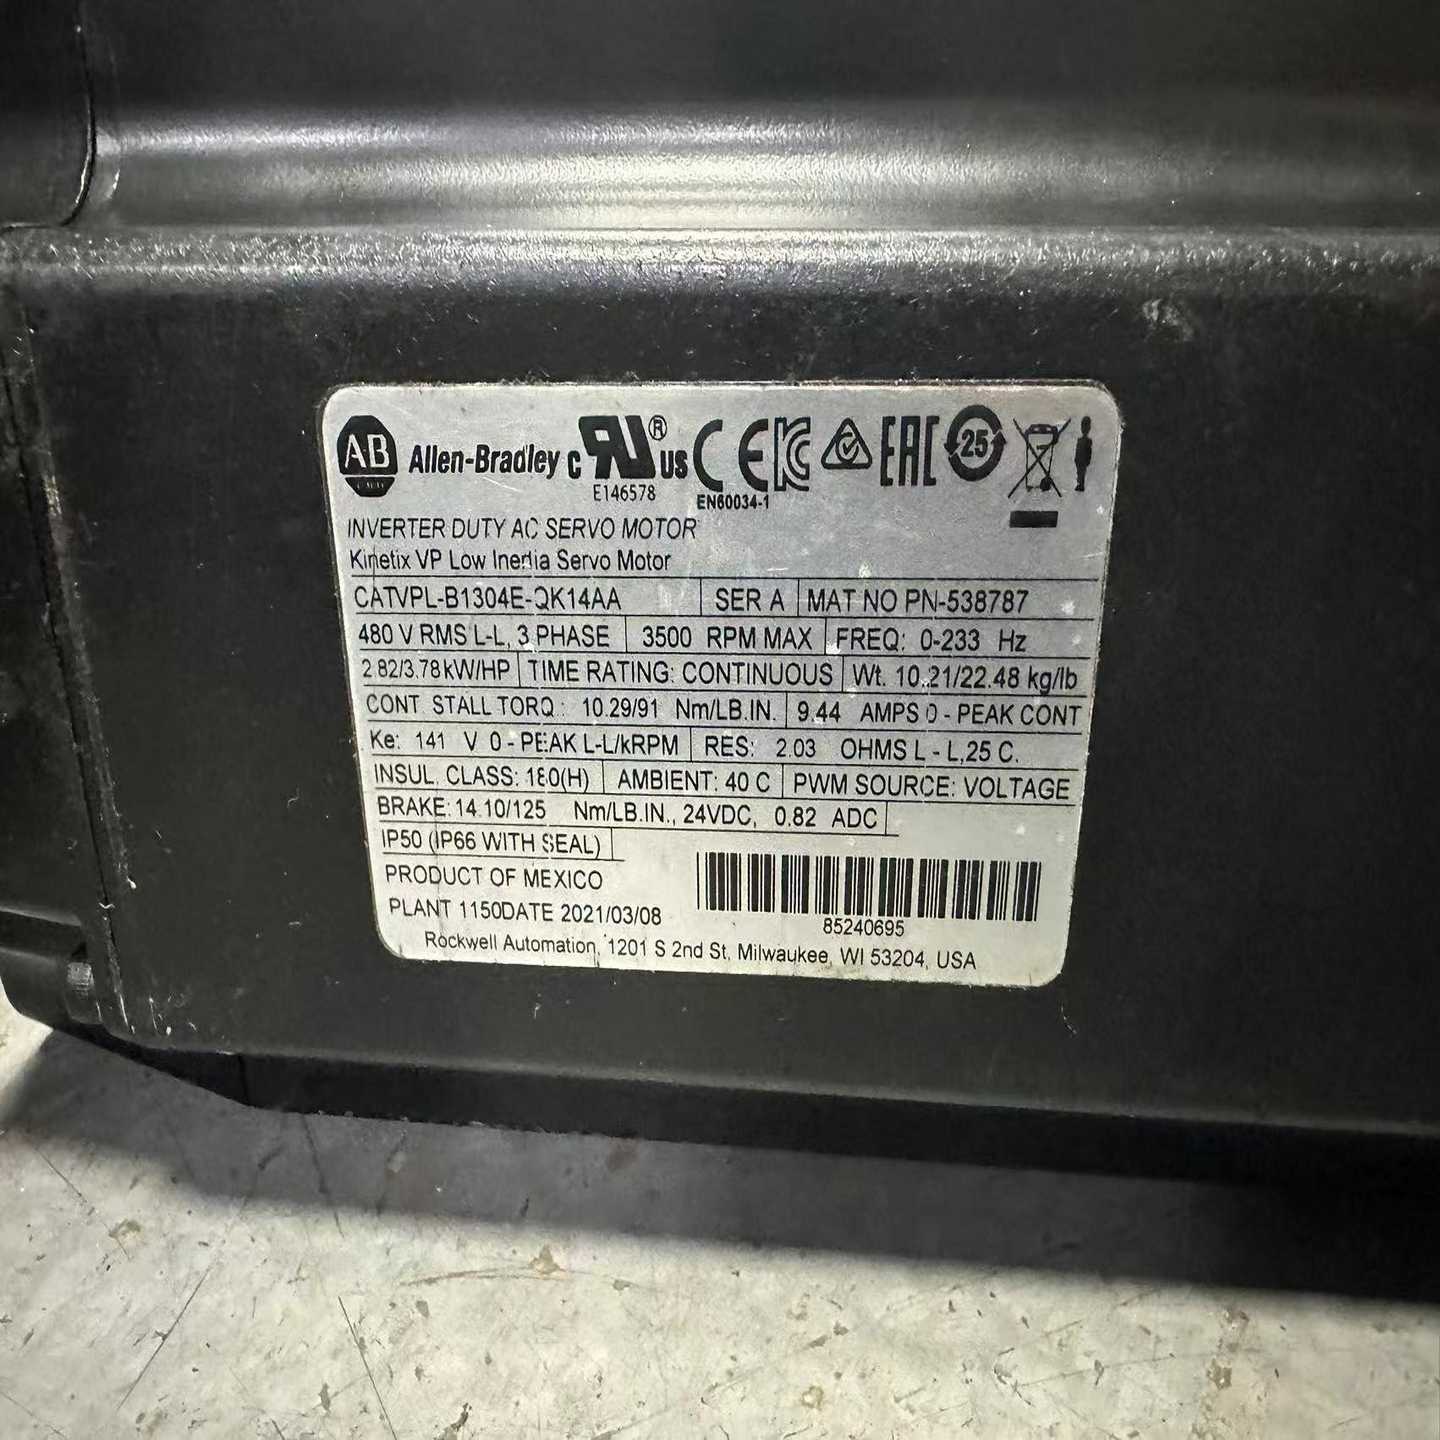 AB Allen-Bradley c RU® US CE KC EAC 25
E146578
EN60034-1
INVERTER DUTY AC SERVO MOTOR
Kinetix VP Low Inertia Servo Motor
CATVPL-B1304E-QK14AA SER A MAT NO PN-538787
480 V RMS L-L, 3 PHASE 3500 RPM MAX FREQ: 0-233 Hz
2.82/3.78 kW/HP TIME RATING: CONTINUOUS Wt. 10.21/22.48 kg/lb
CONT. STALL TORQ.: 10.29/91 Nm/LB.IN. 9.44 AMPS 0 - PEAK CONT
Ke: 141 V 0 - PEAK L-L/kRPM RES: 2.03 OHMS L - L,25 C.
INSUL. CLASS: 180(H) AMBIENT: 40 C PWM SOURCE: VOLTAGE
BRAKE: 14.10/125 Nm/LB.IN., 24VDC, 0.82 ADC
IP50 (IP66 WITH SEAL)
PRODUCT OF MEXICO
PLANT 1150DATE 2021/03/08
85240695
Rockwell Automation, 1201 S 2nd St, Milwaukee, WI 53204, USA